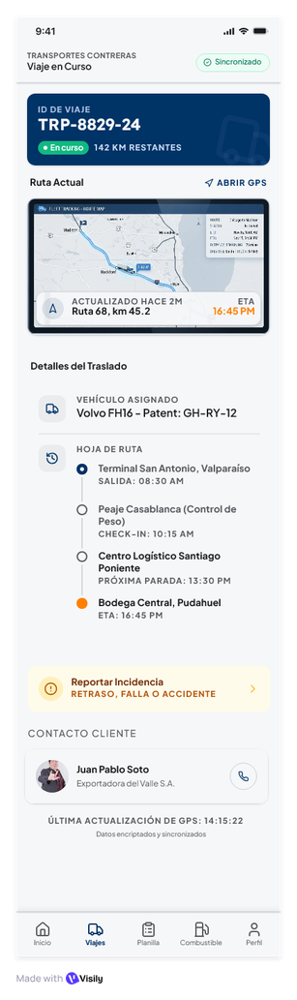 9:41
TRANSPORTES CONTRERAS
Viaje en Curso
Sincronizado
ID DE VIAJE
TRP-8829-24
En curso 142 KM RESTANTES
Ruta Actual
ABRIR GPS
ACTUALIZADO HACE 2M
Ruta 68, km 45.2
ETA
16:45 PM
Detalles del Traslado
VEHÍCULO ASIGNADO
Volvo FH16 - Patent: GH-RY-12
HOJA DE RUTA
Terminal San Antonio, Valparaíso
SALIDA: 08:30 AM
Peaje Casablanca (Control de
Peso)
CHECK-IN: 10:15 AM
Centro Logístico Santiago
Poniente
PRÓXIMA PARADA: 13:30 PM
Bodega Central, Pudahuel
ETA: 16:45 PM
Reportar Incidencia
RETRASO, FALLA O ACCIDENTE
CONTACTO CLIENTE
Juan Pablo Soto
Exportadora del Valle S.A.
ÚLTIMA ACTUALIZACIÓN DE GPS: 14:15:22
Datos encriptados y sincronizados
Inicio
Viajes
Planilla
Combustible
Perfil
Made with Visily